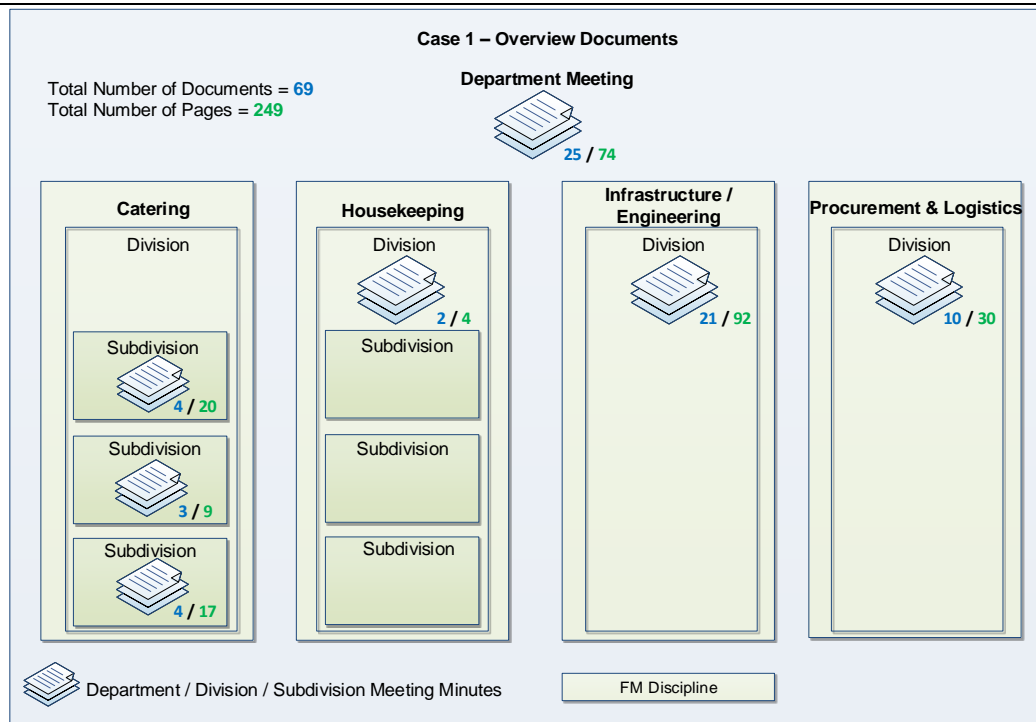 Case 1 – Overview Documents
Total Number of Documents = 69
Total Number of Pages = 249
Department Meeting
25 / 74
Catering
Division
Subdivision
4 / 20
Subdivision
3 / 9
Subdivision
4 / 17
Housekeeping
Division
2 / 4
Subdivision
Subdivision
Subdivision
Infrastructure /
Engineering
Division
21 / 92
Procurement & Logistics
Division
10 / 30
Department / Division / Subdivision Meeting Minutes
FM Discipline